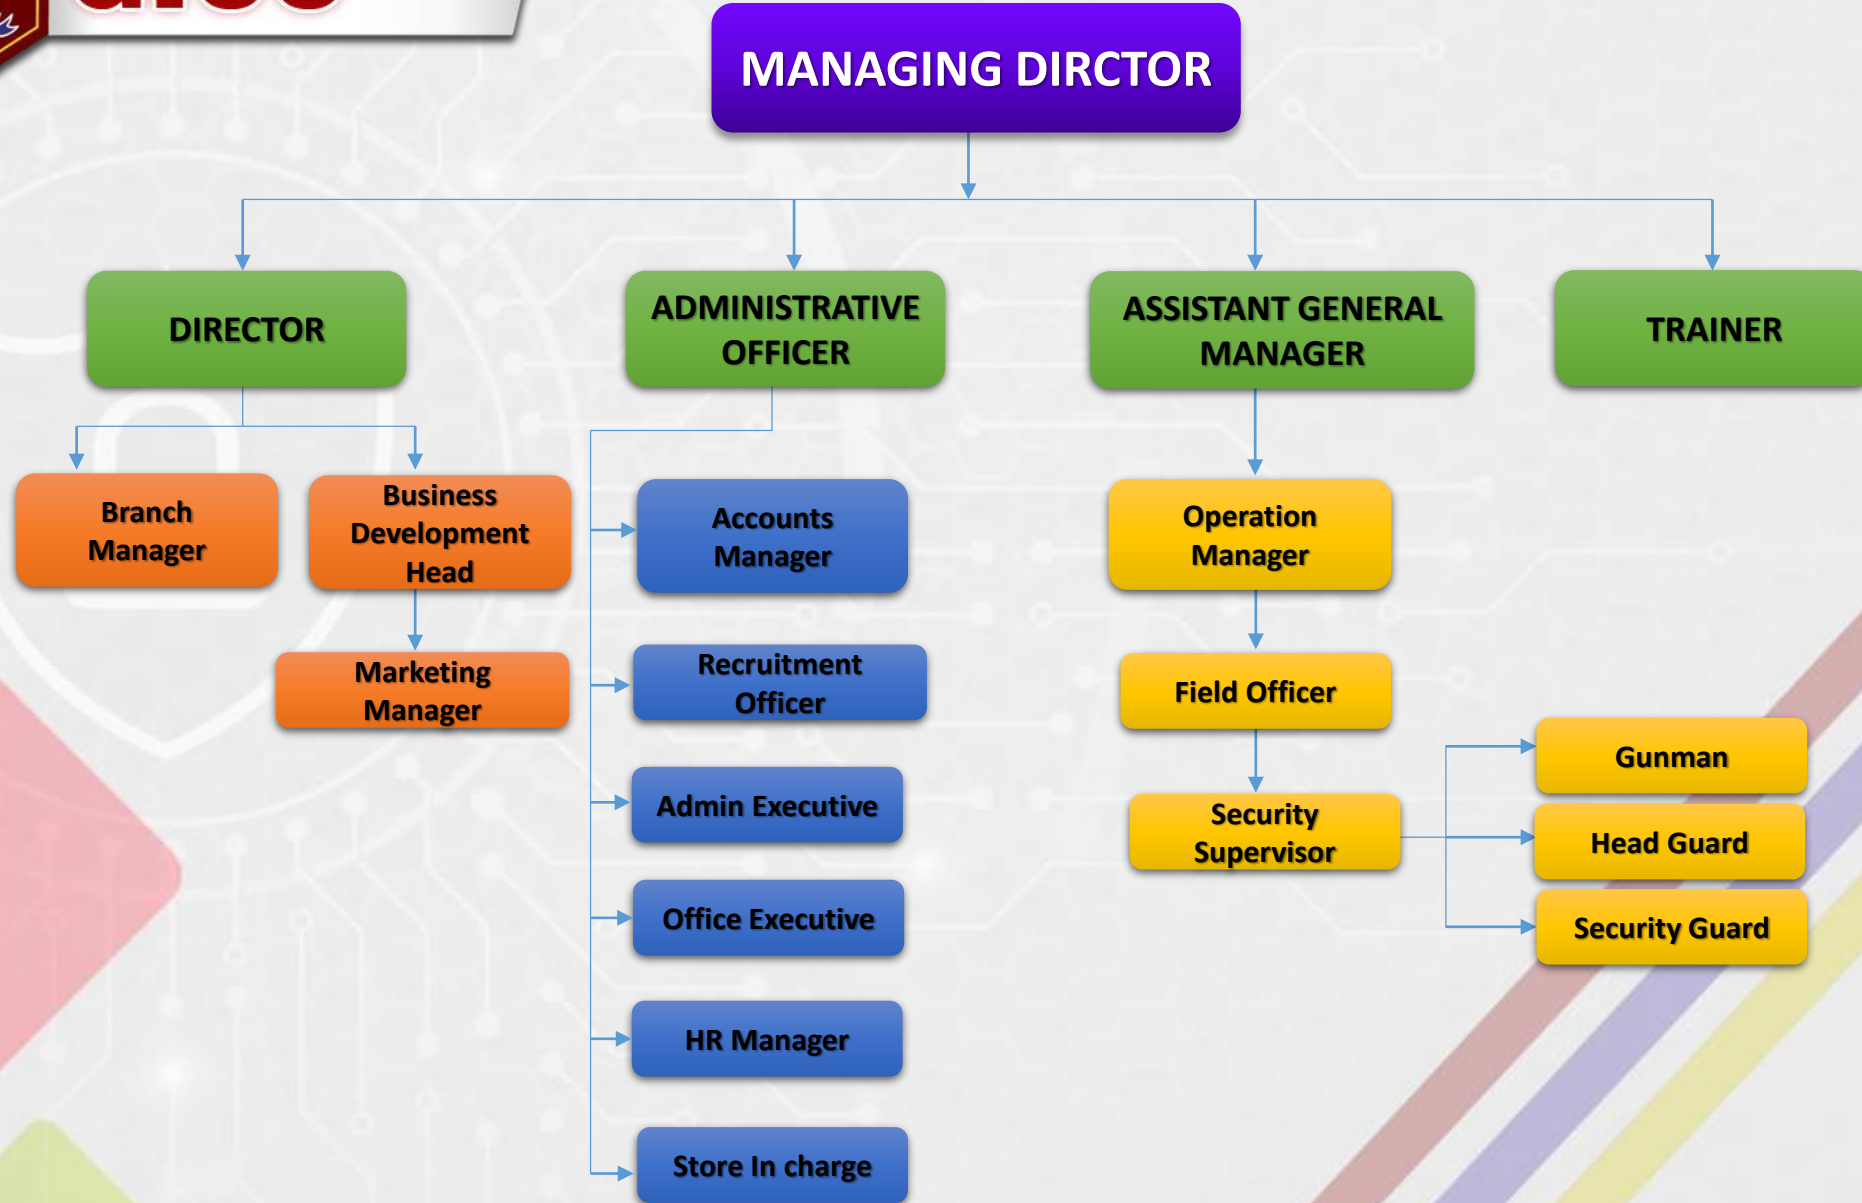 MANAGING DIRCTOR
DIRECTOR
ADMINISTRATIVE
OFFICER
ASSISTANT GENERAL
MANAGER
TRAINER
Branch
Manager
Business
Development
Head
Marketing
Manager
Accounts
Manager
Recruitment
Officer
Admin Executive
Office Executive
HR Manager
Store In charge
Operation
Manager
Field Officer
Security
Supervisor
Gunman
Head Guard
Security Guard